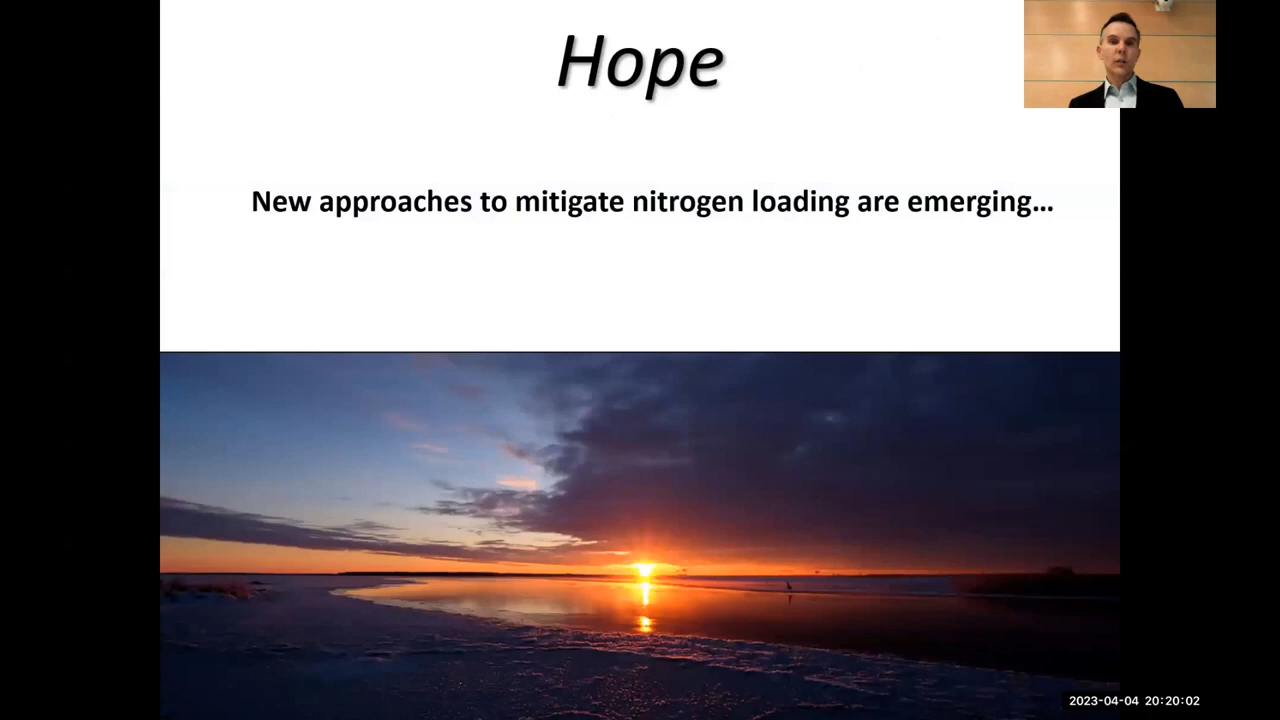 Hope
New approaches to mitigate nitrogen loading are emerging...
2023-04-04 20:20:02